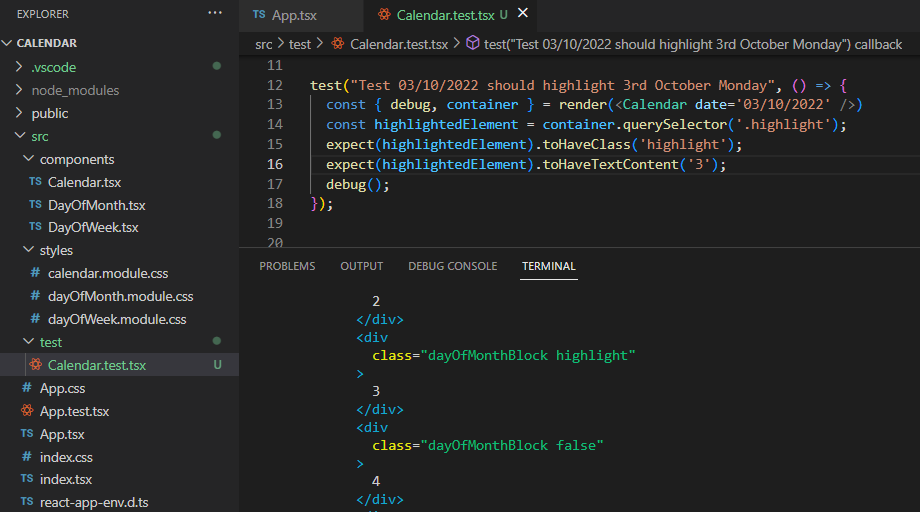 EXPLORER ...
CALENDAR
.vscode
node_modules
public
src
components
TS Calendar.tsx
TS DayOfMonth.tsx
TS DayOfWeek.tsx
styles
# calendar.module.css
# dayOfMonth.module.css
# dayOfWeek.module.css
test
Calendar.test.tsx U
# App.css
App.test.tsx
TS App.tsx
# index.css
TS index.tsx
TS react-app-env.d.ts
TS App.tsx
Calendar.test.tsx U
src > test > Calendar.test.tsx > test("Test 03/10/2022 should highlight 3rd October Monday") callback
11
12 test("Test 03/10/2022 should highlight 3rd October Monday", () => {
13 const { debug, container } = render(<Calendar date='03/10/2022' />)
14 const highlightedElement = container.querySelector('.highlight');
15 expect(highlightedElement).toHaveClass('highlight');
16 expect(highlightedElement).toHaveTextContent('3');
17 debug();
18 });
19
20
PROBLEMS OUTPUT DEBUG CONSOLE TERMINAL
2
</div>
<div
class="dayOfMonthBlock highlight"
>
3
</div>
<div
class="dayOfMonthBlock false"
>
4
</div>